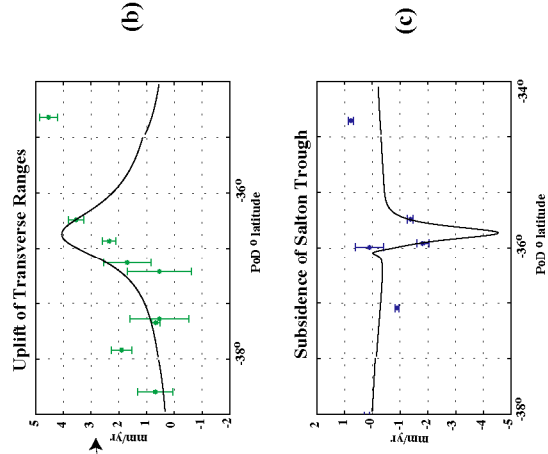 Uplift of Transverse Ranges
(b)
5
4
3
2
1
0
-1
-2
mm/yr
-38° -36°
PoD ° latitude
Subsidence of Salton Trough
(c)
2
1
-0
-1
-2
-3
-4
-5
mm/yr
-38° -36° -34°
PoD ° latitude